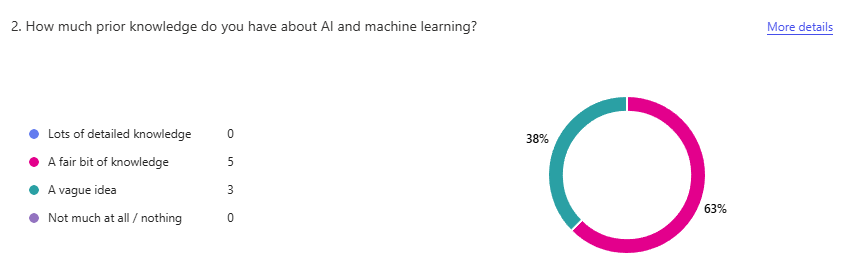 2. How much prior knowledge do you have about AI and machine learning?
More details
Lots of detailed knowledge 0
A fair bit of knowledge 5
A vague idea 3
Not much at all / nothing 0
38%
63%